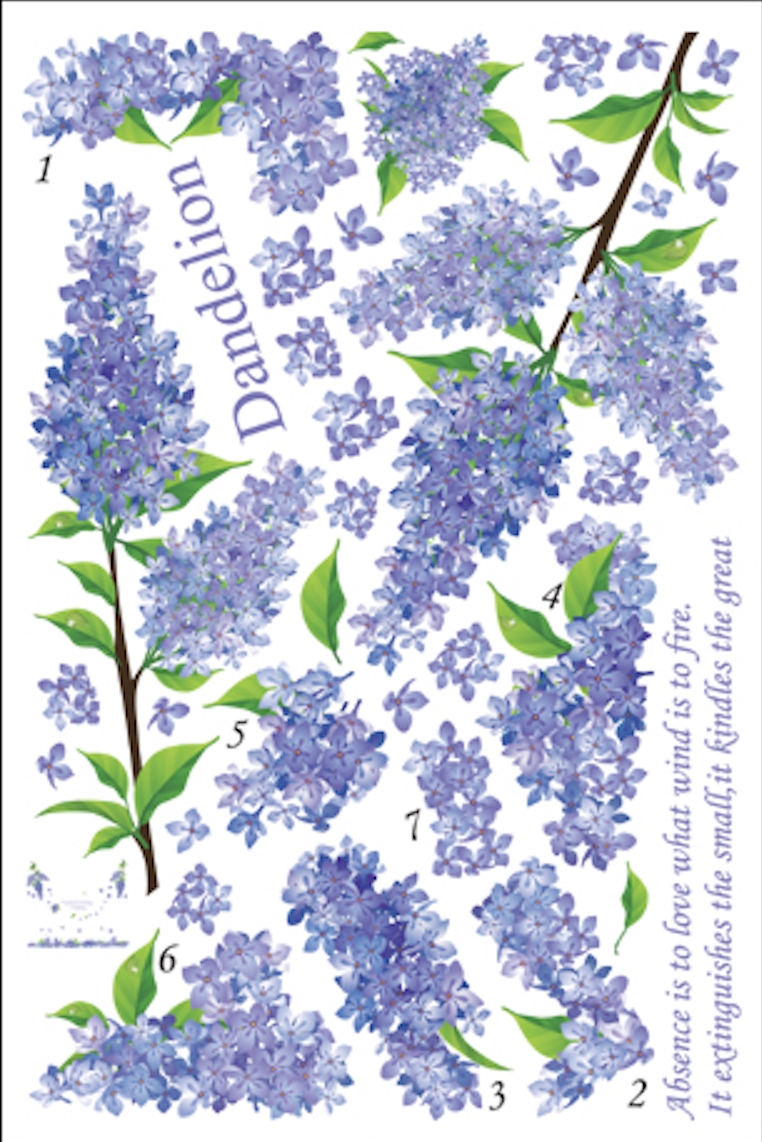 1
Dandelion
4
5
7
6
3
2
Absence is to love what wind is to fire.
It extinguishes the small,it kindles the great